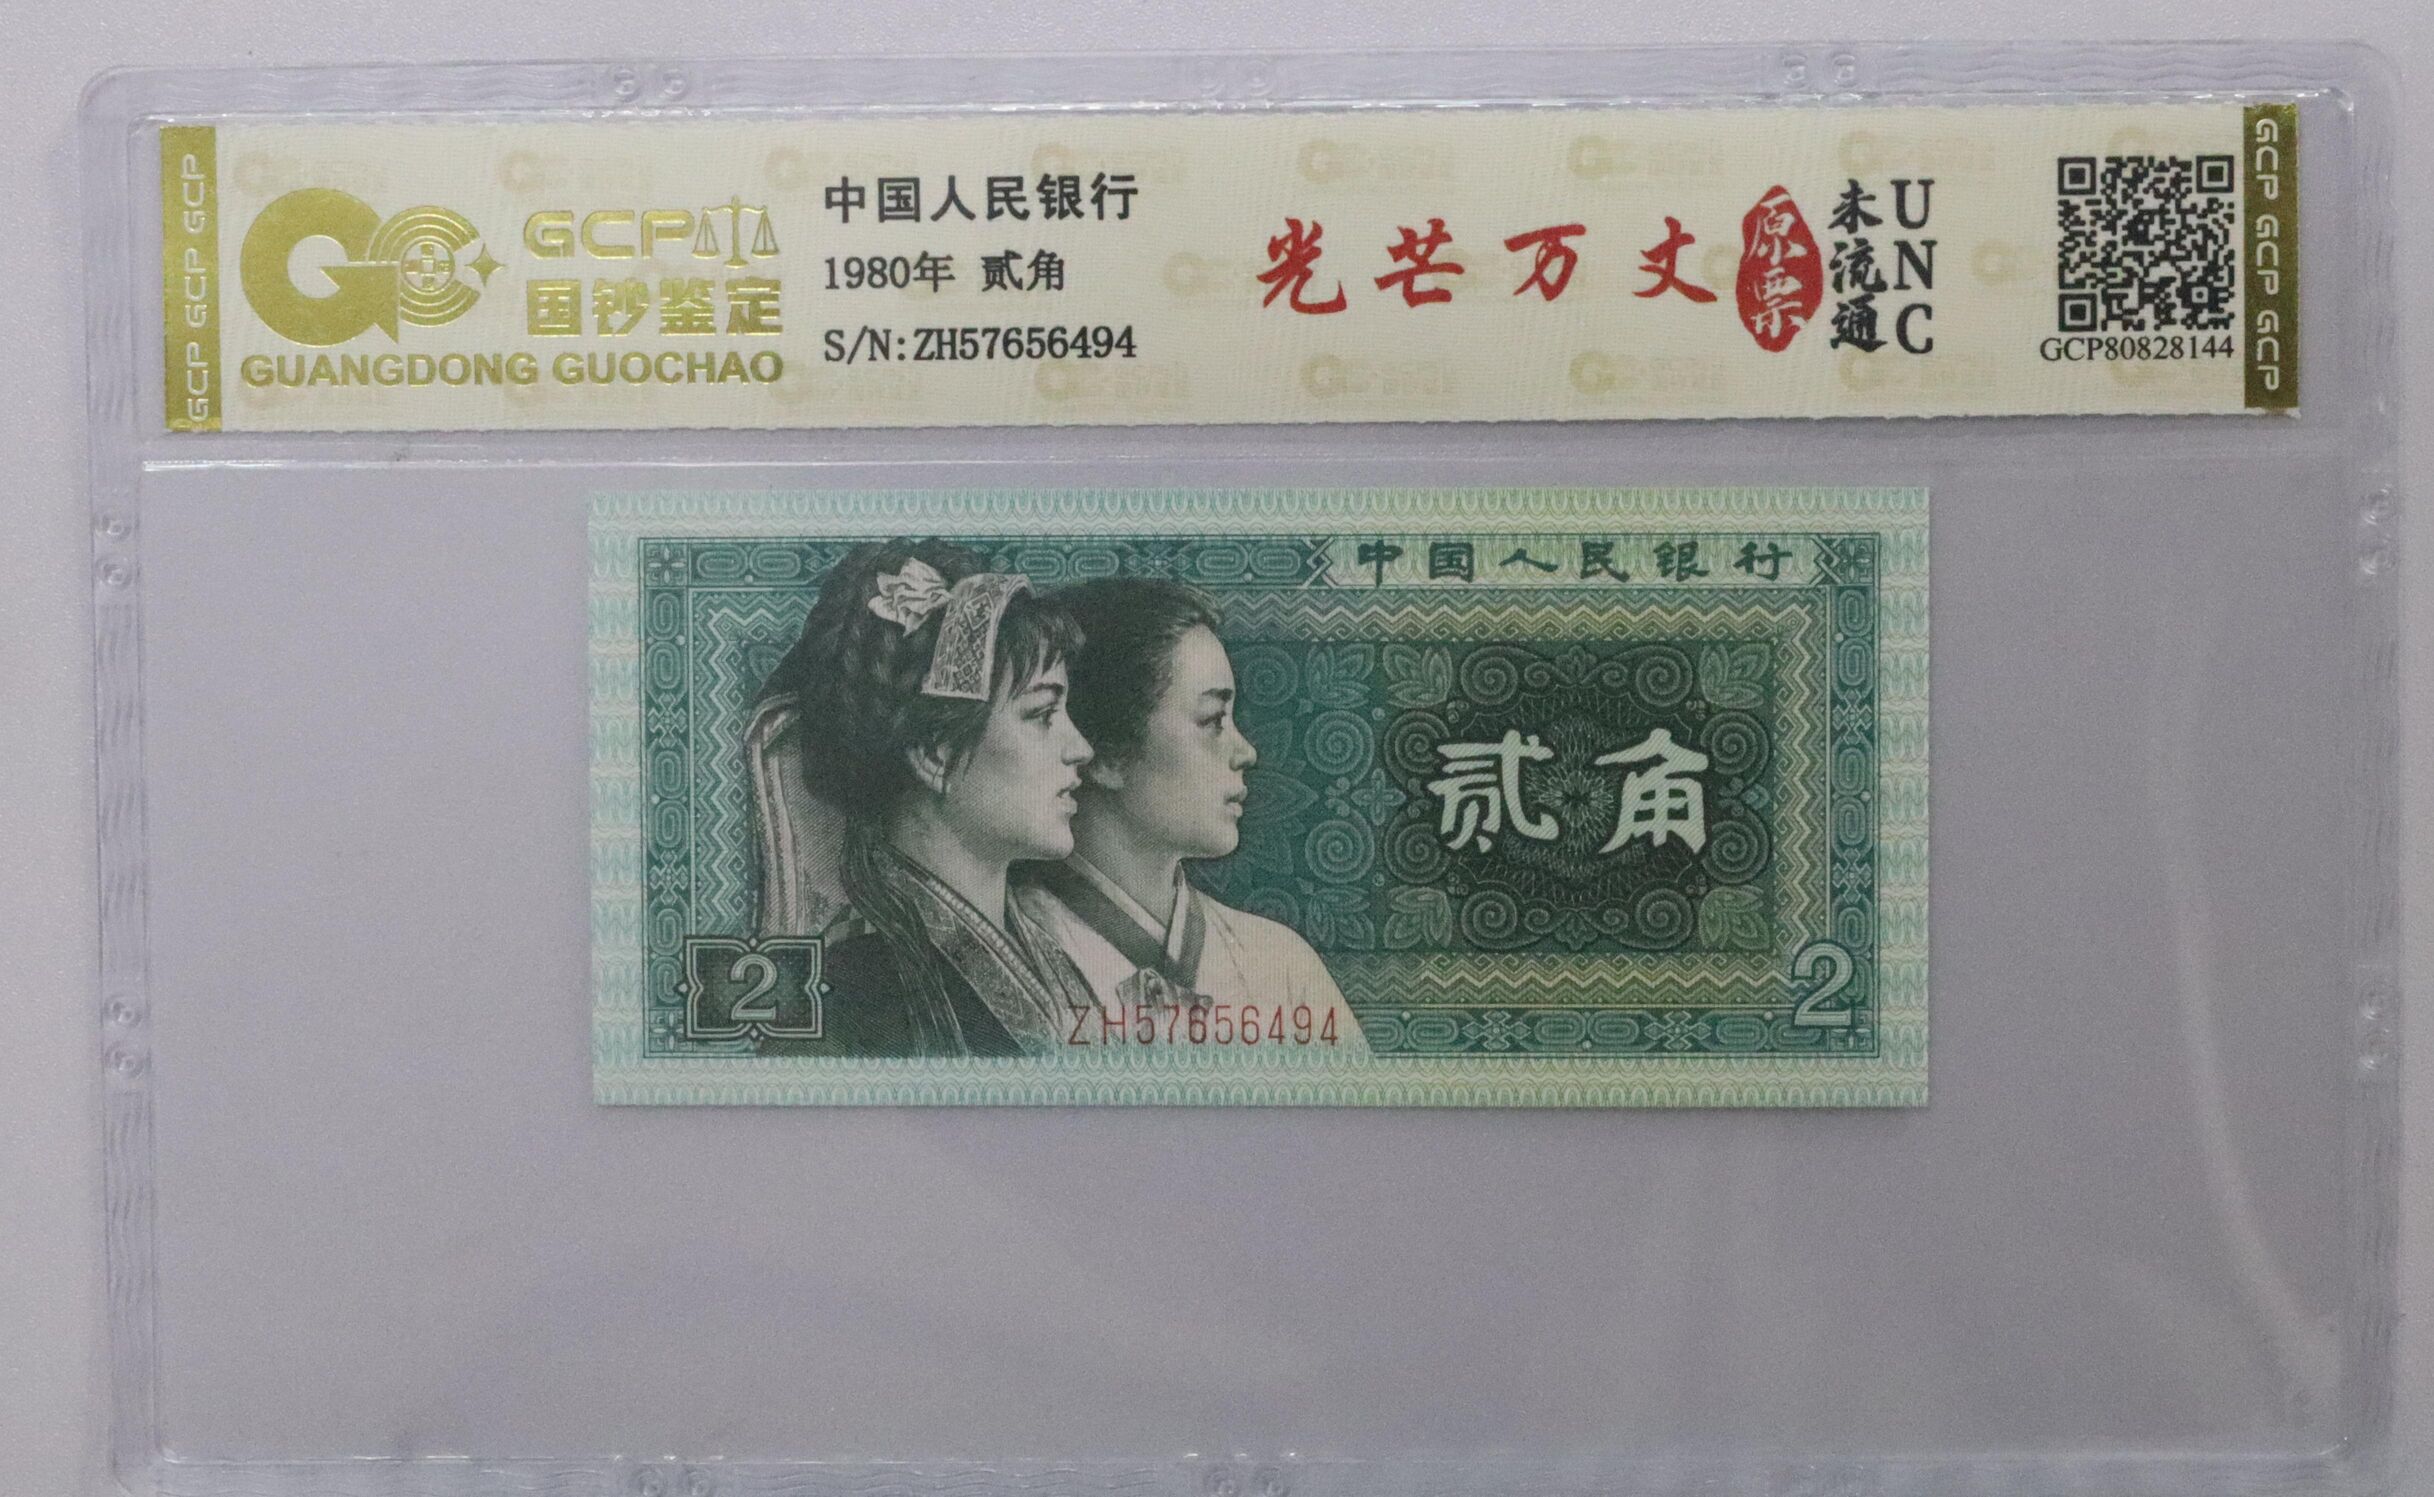 GCP GCP GCP
GCP
国钞鉴定
GUANGDONG GUOCHAO
中国人民银行
1980年 贰角
S/N:ZH57656494
光芒万丈
原票
未流通
UNC
GCP80828144
GCP GCP GCP
中国人民银行
贰角
2
2
ZH57656494